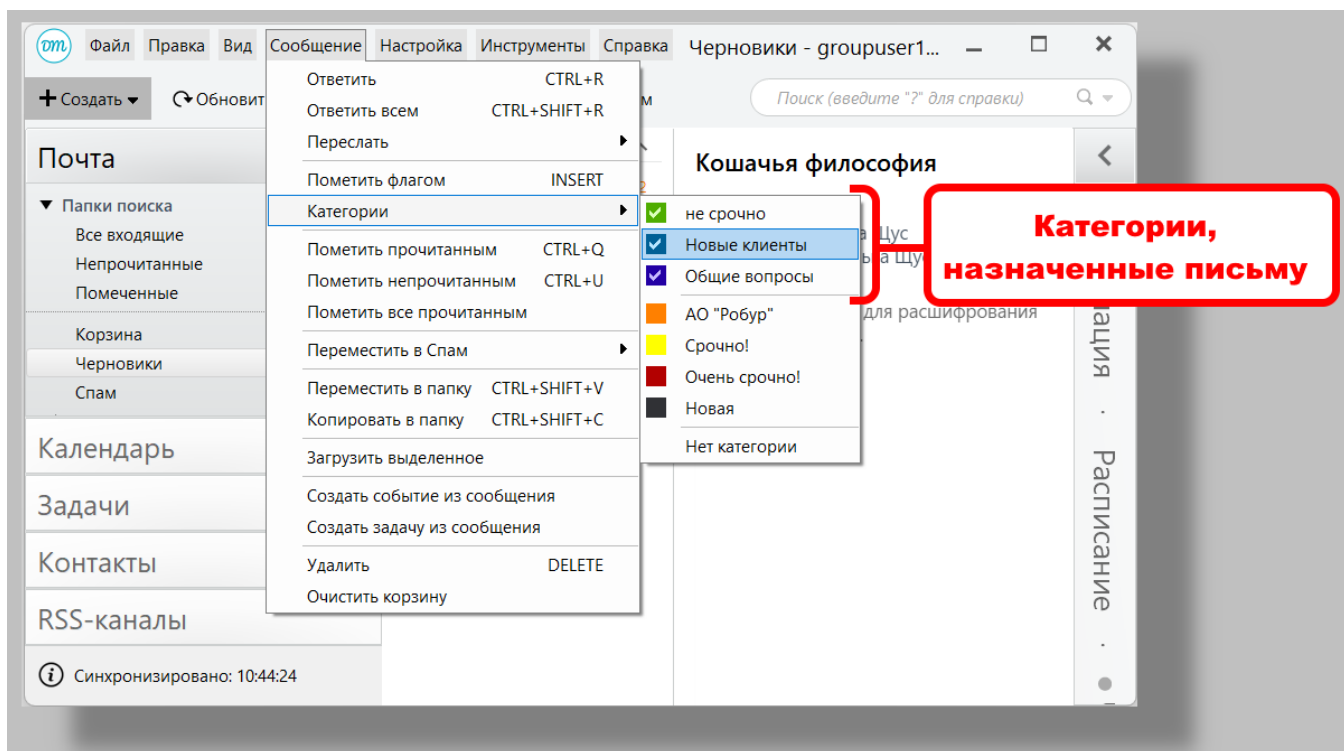 Файл Правка Вид Сообщение Настройка Инструменты Справка Черновики - groupuser1...
Создать Обновит Поиск (введите "?" для справки)
Почта
Папки поиска
Все входящие
Непрочитанные
Помеченные
Корзина
Черновики
Спам
Календарь
Задачи
Контакты
RSS-каналы
Синхронизировано: 10:44:24
Ответить CTRL+R
Ответить всем CTRL+SHIFT+R
Переслать
Пометить флагом INSERT
Категории
Пометить прочитанным CTRL+Q
Пометить непрочитанным CTRL+U
Пометить все прочитанным
Переместить в Спам
Переместить в папку CTRL+SHIFT+V
Копировать в папку CTRL+SHIFT+C
Загрузить выделенное
Создать событие из сообщения
Создать задачу из сообщения
Удалить DELETE
Очистить корзину
не срочно
Новые клиенты
Общие вопросы
АО "Робур"
Срочно!
Очень срочно!
Новая
Нет категории
Кошачья философия
для расшифрования
Категории,
назначенные письму
Расписание